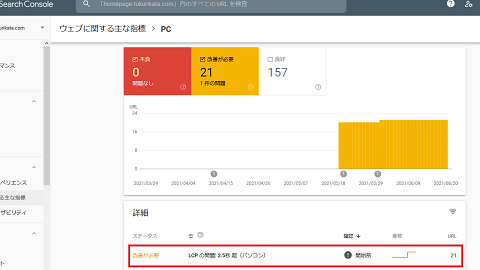 Search Console
「homepage-tukurikata.com」内のすべての URL を検査
urikata.com
ウェブに関する主な指標 > PC
マンス
ペリエンス
する主な指標
ザビリティ
ト
不良
0
問題なし
改善が必要
21
1 件の問題
良好
157
URL
24
16
8
0
2021/03/24
2021/04/04
2021/04/15
2021/04/26
2021/05/07
2021/05/18
2021/05/29
2021/06/09
2021/06/20
詳細
ステータス
型
確認 ↓
推移
URL
改善が必要
LCP の問題: 2.5秒 超（パソコン）
開始前
21